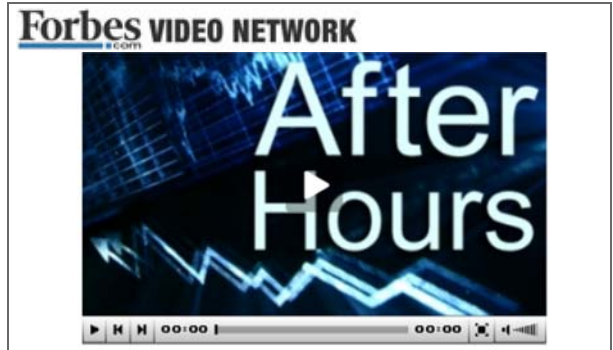 Forbes VIDEO NETWORK
.com
After
Hours
00:00 00:00